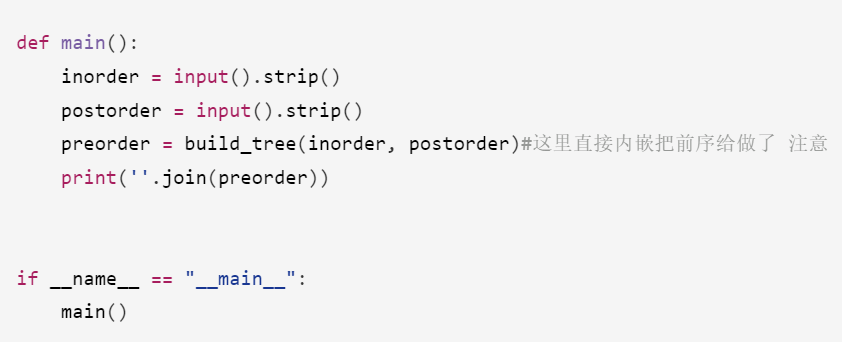 def main():
    inorder = input().strip()
    postorder = input().strip()
    preorder = build_tree(inorder, postorder)#这里直接内嵌把前序给做了 注意
    print(''.join(preorder))
if __name__ == "__main__":
    main()